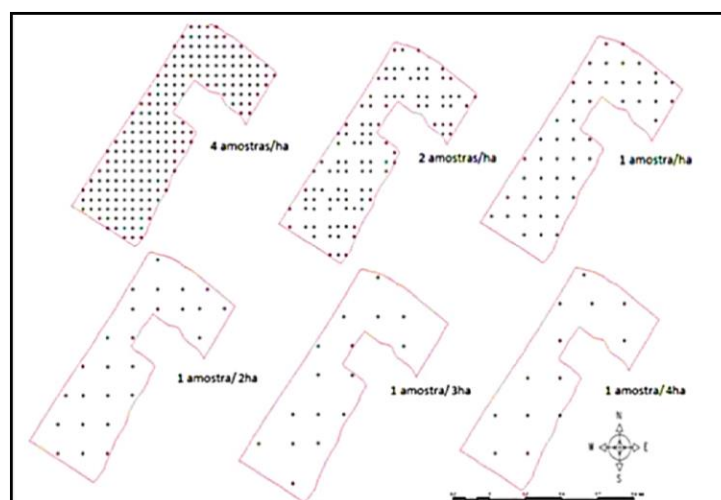 4 amostras/ha
2 amostras/ha
1 amostra/ha
1 amostra/2ha
1 amostra/3ha
1 amostra/4ha
N
W E
S